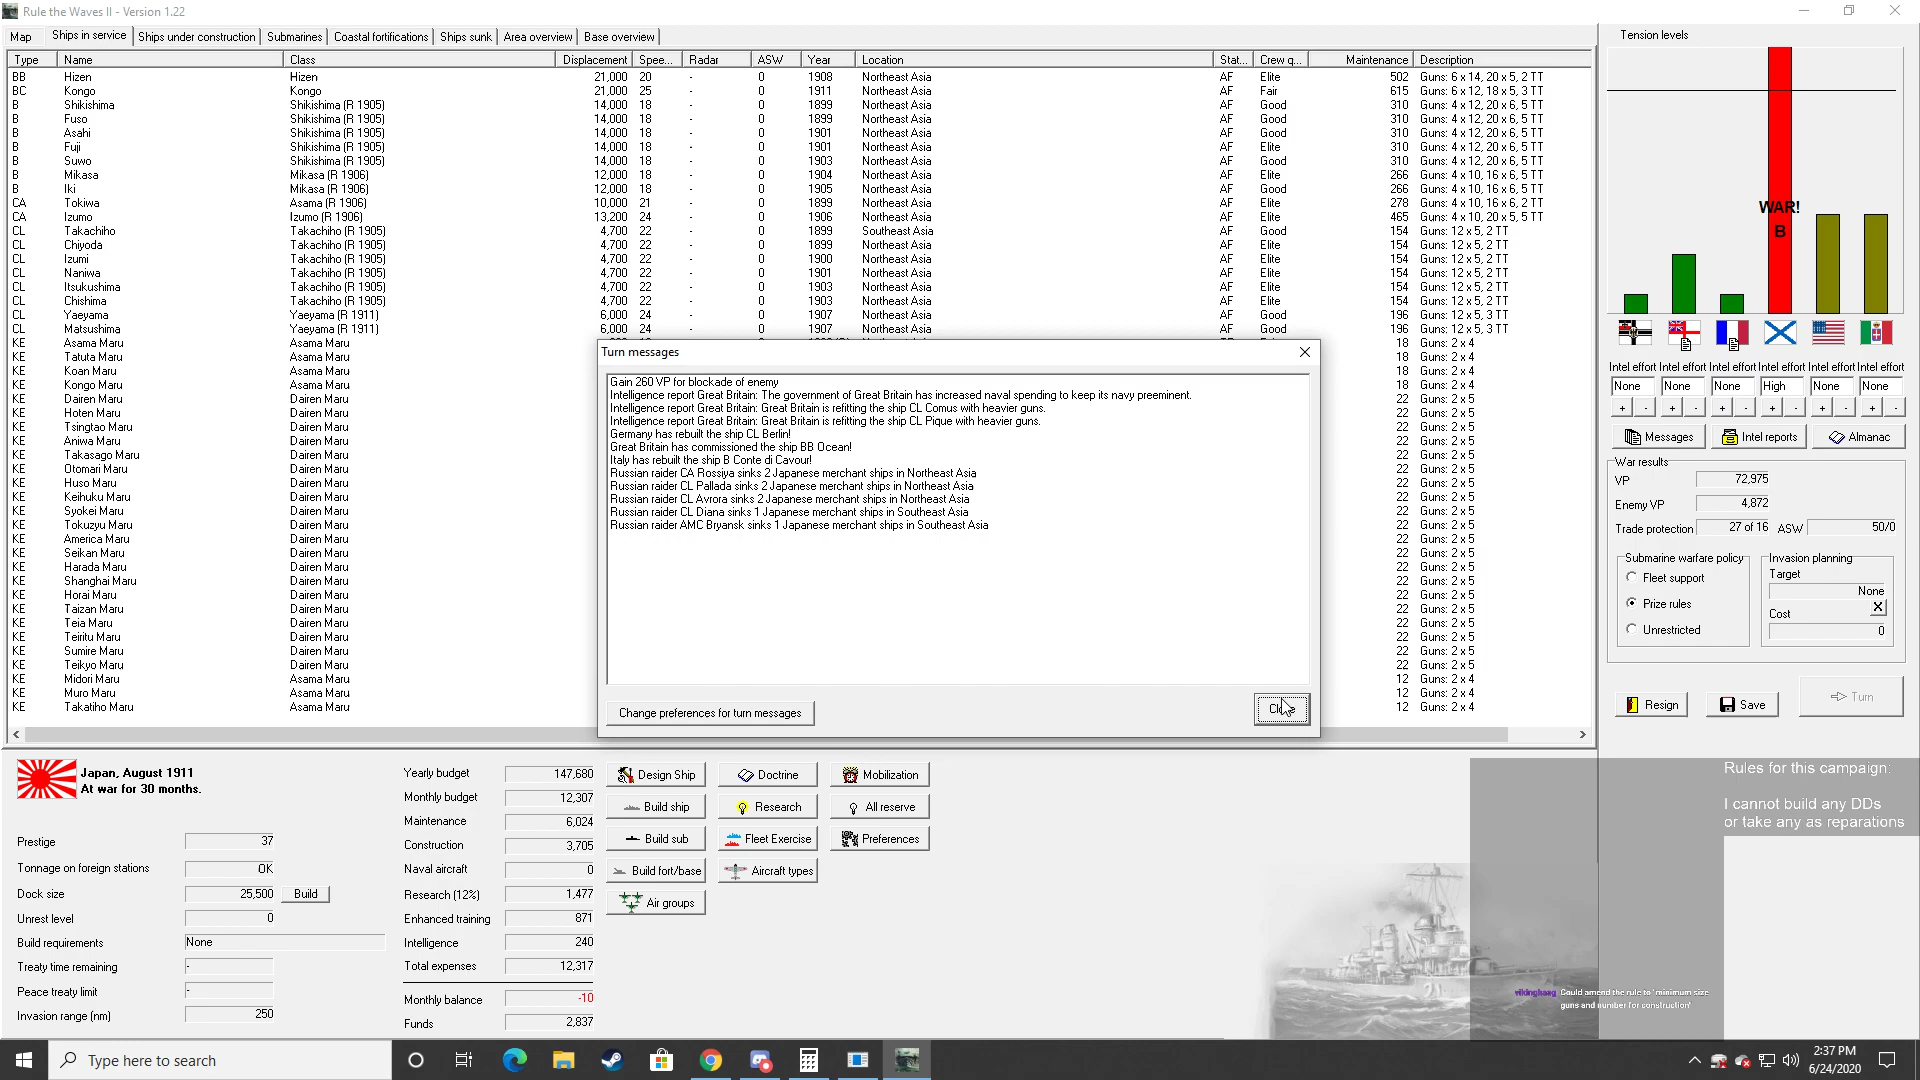 Rule the Waves II - Version 1.22
Map Ships in service Ships under construction Submarines Coastal fortifications Ships sunk Area overview Base overview
Type Name Class Displacement Spee... Radar ASW Year Location Stat... Crew q... Maintenance Description
BB Hizen Hizen 21,000 20 - 0 1908 Northeast Asia AF Elite 502 Guns: 6 x 14, 20 x 5, 2 TT
BC Kongo Kongo 21,000 25 - 0 1911 Northeast Asia AF Fair 615 Guns: 6 x 12, 18 x 5, 3 TT
B Shikishima Shikishima (R 1905) 14,000 18 - 0 1899 Northeast Asia AF Good 310 Guns: 4 x 12, 20 x 6, 5 TT
B Fuso Shikishima (R 1905) 14,000 18 - 0 1899 Northeast Asia AF Good 310 Guns: 4 x 12, 20 x 6, 5 TT
B Asahi Shikishima (R 1905) 14,000 18 - 0 1901 Northeast Asia AF Good 310 Guns: 4 x 12, 20 x 6, 5 TT
B Fuji Shikishima (R 1905) 14,000 18 - 0 1901 Northeast Asia AF Elite 310 Guns: 4 x 12, 20 x 6, 5 TT
B Suwo Shikishima (R 1905) 14,000 18 - 0 1903 Northeast Asia AF Good 310 Guns: 4 x 12, 20 x 6, 5 TT
B Mikasa Mikasa (R 1906) 12,000 18 - 0 1904 Northeast Asia AF Elite 266 Guns: 4 x 10, 16 x 6, 5 TT
B Iki Mikasa (R 1906) 12,000 18 - 0 1905 Northeast Asia AF Good 266 Guns: 4 x 10, 16 x 6, 5 TT
CA Tokiwa Asama (R 1906) 10,000 21 - 0 1899 Northeast Asia AF Elite 278 Guns: 4 x 10, 16 x 6, 2 TT
CA Izumo Izumo (R 1906) 13,200 24 - 0 1906 Northeast Asia AF Elite 465 Guns: 4 x 10, 20 x 5, 5 TT
CL Takachiho Takachiho (R 1905) 4,700 22 - 0 1899 Southeast Asia AF Good 154 Guns: 12 x 5, 2 TT
CL Chiyoda Takachiho (R 1905) 4,700 22 - 0 1899 Northeast Asia AF Elite 154 Guns: 12 x 5, 2 TT
CL Izumi Takachiho (R 1905) 4,700 22 - 0 1900 Northeast Asia AF Elite 154 Guns: 12 x 5, 2 TT
CL Naniwa Takachiho (R 1905) 4,700 22 - 0 1901 Northeast Asia AF Elite 154 Guns: 12 x 5, 2 TT
CL Itsukushima Takachiho (R 1905) 4,700 22 - 0 1903 Northeast Asia AF Elite 154 Guns: 12 x 5, 2 TT
CL Chishima Takachiho (R 1905) 4,700 22 - 0 1903 Northeast Asia AF Elite 154 Guns: 12 x 5, 2 TT
CL Yaeyama Yaeyama (R 1911) 6,000 24 - 0 1907 Northeast Asia AF Good 196 Guns: 12 x 5, 3 TT
CL Matsushima Yaeyama (R 1911) 6,000 24 - 0 1907 Northeast Asia AF Good 196 Guns: 12 x 5, 3 TT
KE Asama Maru Asama Maru 18 Guns: 2 x 4
KE Tatuta Maru Asama Maru 18 Guns: 2 x 4
KE Koan Maru Asama Maru 18 Guns: 2 x 4
KE Kongo Maru Asama Maru 18 Guns: 2 x 4
KE Dairen Maru Dairen Maru 22 Guns: 2 x 5
KE Hoten Maru Dairen Maru 22 Guns: 2 x 5
KE Tsingtao Maru Dairen Maru 22 Guns: 2 x 5
KE Aniwa Maru Dairen Maru 22 Guns: 2 x 5
KE Takasago Maru Dairen Maru 22 Guns: 2 x 5
KE Otomari Maru Dairen Maru 22 Guns: 2 x 5
KE Huso Maru Dairen Maru 22 Guns: 2 x 5
KE Keihuku Maru Dairen Maru 22 Guns: 2 x 5
KE Syokei Maru Dairen Maru 22 Guns: 2 x 5
KE Tokuzyu Maru Dairen Maru 22 Guns: 2 x 5
KE America Maru Dairen Maru 22 Guns: 2 x 5
KE Seikan Maru Dairen Maru 22 Guns: 2 x 5
KE Harada Maru Dairen Maru 22 Guns: 2 x 5
KE Shanghai Maru Dairen Maru 22 Guns: 2 x 5
KE Horai Maru Dairen Maru 22 Guns: 2 x 5
KE Taizan Maru Dairen Maru 22 Guns: 2 x 5
KE Teia Maru Dairen Maru 22 Guns: 2 x 5
KE Teiritu Maru Dairen Maru 22 Guns: 2 x 5
KE Sumire Maru Dairen Maru 22 Guns: 2 x 5
KE Teikyo Maru Dairen Maru 22 Guns: 2 x 5
KE Midori Maru Asama Maru 12 Guns: 2 x 4
KE Muro Maru Asama Maru 12 Guns: 2 x 4
KE Takatiho Maru Asama Maru 12 Guns: 2 x 4
Turn messages
Gain 260 VP for blockade of enemy
Intelligence report Great Britain: The government of Great Britain has increased naval spending to keep its navy preeminent.
Intelligence report Great Britain: Great Britain is refitting the ship CL Comus with heavier guns.
Intelligence report Great Britain: Great Britain is refitting the ship CL Pique with heavier guns.
Germany has rebuilt the ship CL Berlin!
Great Britain has commissioned the ship BB Ocean!
Italy has rebuilt the ship B Conte di Cavour!
Russian raider CA Rossiya sinks 2 Japanese merchant ships in Northeast Asia
Russian raider CL Pallada sinks 2 Japanese merchant ships in Northeast Asia
Russian raider CL Avrora sinks 2 Japanese merchant ships in Northeast Asia
Russian raider CL Diana sinks 1 Japanese merchant ships in Southeast Asia
Russian raider AMC Bryansk sinks 1 Japanese merchant ships in Southeast Asia
Change preferences for turn messages
Tension levels
WAR!
B
Intel effort Intel effort Intel effort Intel effort Intel effort Intel effort
None None None High None None
+ - + - + - + - + - + -
Messages Intel reports Almanac
War results
VP 72,975
Enemy VP 4,872
Trade protection 27 of 16 ASW 50/0
Submarine warfare policy
Fleet support
Prize rules
Unrestricted
Invasion planning
Target
None
Cost X
0
Resign Save Turn
Japan, August 1911
At war for 30 months.
Prestige 37
Tonnage on foreign stations OK
Dock size 25,500 Build
Unrest level 0
Build requirements None
Treaty time remaining -
Peace treaty limit -
Invasion range (nm) 250
Yearly budget 147,680
Monthly budget 12,307
Maintenance 6,024
Construction 3,705
Naval aircraft 0
Research (12%) 1,477
Enhanced training 871
Intelligence 240
Total expenses 12,317
Monthly balance -10
Funds 2,837
Design Ship Doctrine Mobilization
Build ship Research All reserve
Build sub Fleet Exercise Preferences
Build fort/base Aircraft types
Air groups
Rules for this campaign:
I cannot build any DDs
or take any as reparations
vikinghaag Could amend the rule to 'minimum size
guns and number for construction'
Type here to search
2:37 PM
6/24/2020